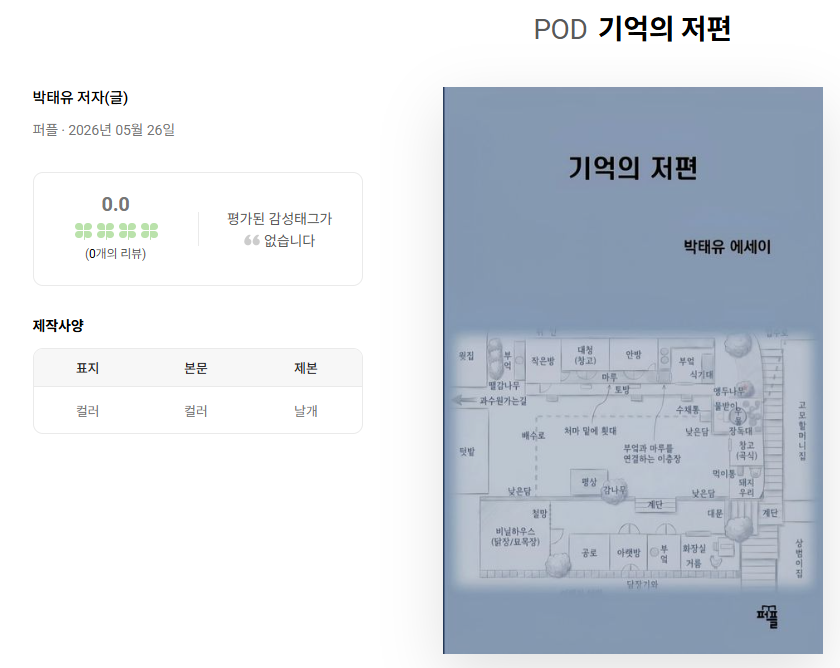 POD 기억의 저편
박태유 저자(글)
퍼플 · 2026년 05월 26일
0.0
(0개의 리뷰)
평가된 감성태그가
없습니다
제작사양
표지 본문 제본
컬러 컬러 날개
기억의 저편
박태유 에세이
뒷집
부엌
작은방
대청
(창고)
안방
부엌
식기대
마루
토방
땔감나무
과수원가는길
앵두나무
돌받이
수채통
장독대
낮은담
배수로
처마 밑에 횃대
부엌과 마루를
연결하는 이층장
창고
(곡식)
고모할머니집
텃밭
먹이통
돼지
우리
평상
감나무
낮은담
낮은담
계단
철망
대문
계단
비닐하우스
(닭장/묘목장)
공로
아랫방
부엌
화장실
거름
상범이집
담장기와
퍼플